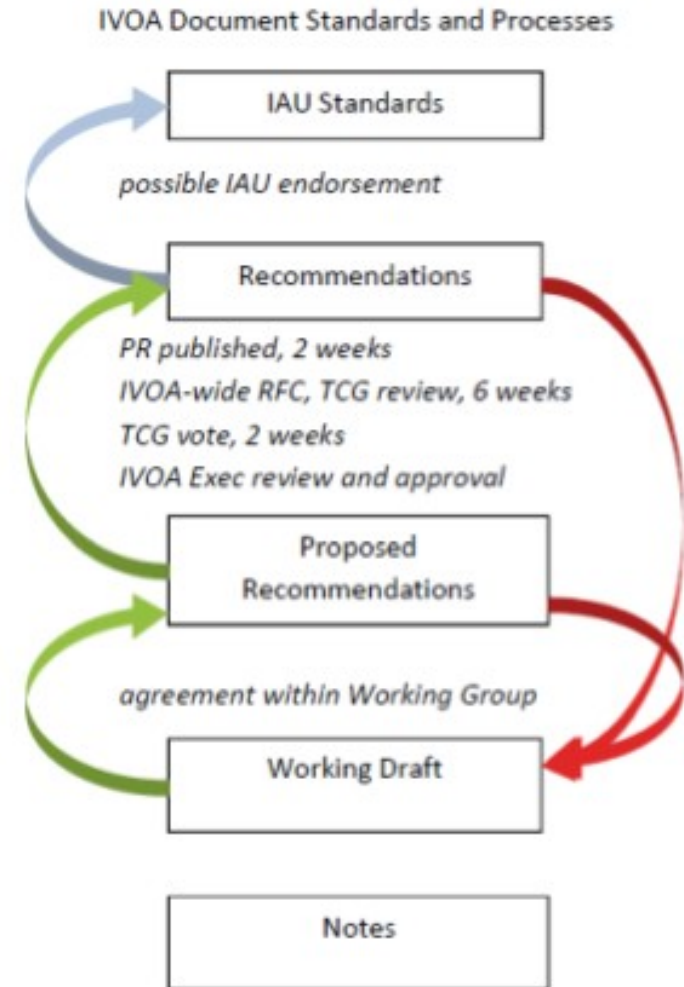 IVOA Document Standards and Processes
IAU Standards
possible IAU endorsement
Recommendations
PR published, 2 weeks
IVOA-wide RFC, TCG review, 6 weeks
TCG vote, 2 weeks
IVOA Exec review and approval
Proposed
Recommendations
agreement within Working Group
Working Draft
Notes